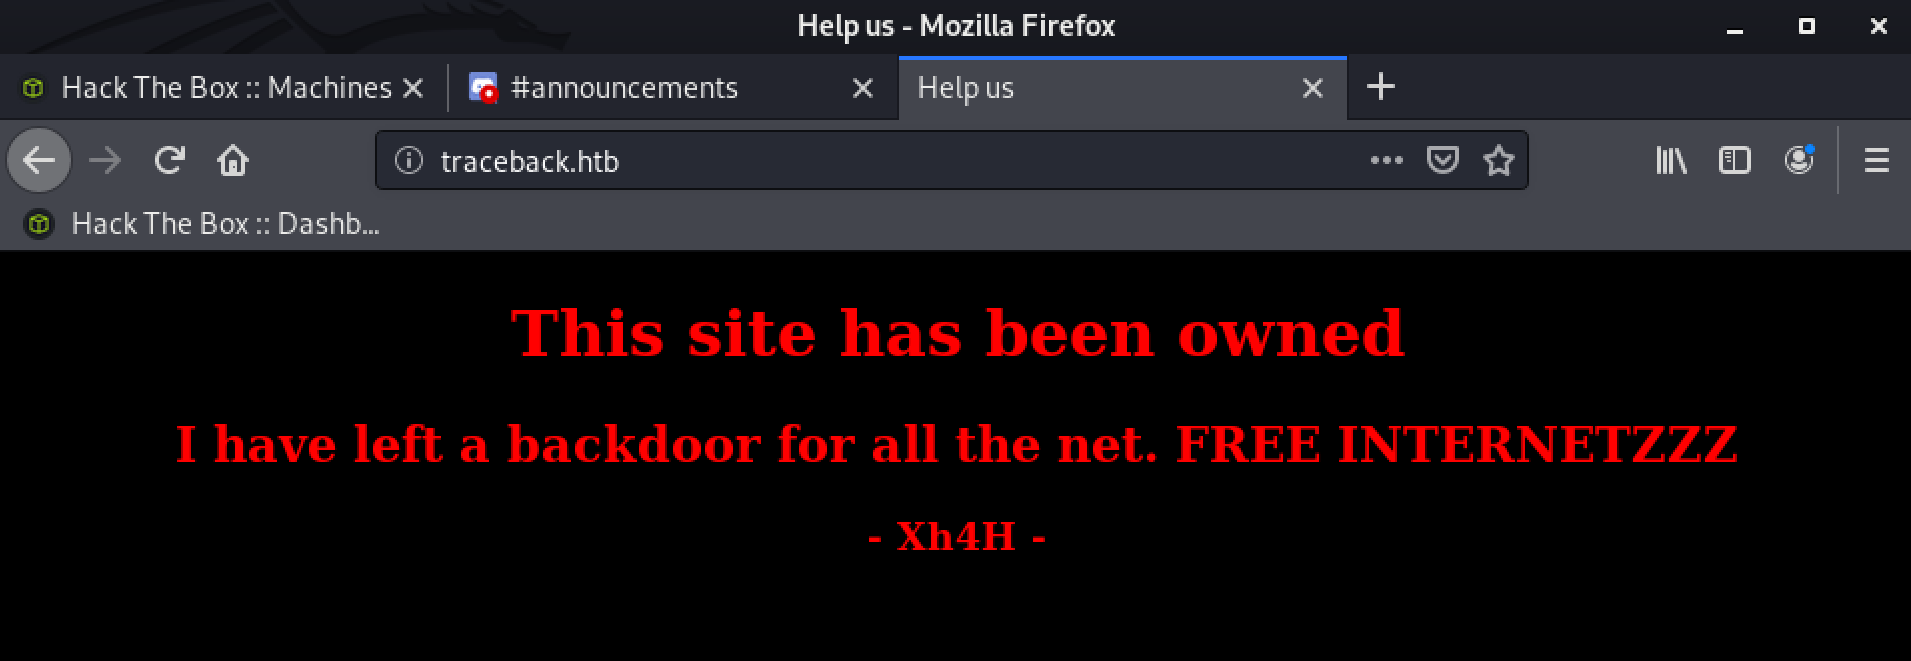 Help us - Mozilla Firefox
Hack The Box :: Machines #announcements Help us
traceback.htb
Hack The Box :: Dashb...
This site has been owned
I have left a backdoor for all the net. FREE INTERNETZZZ
- Xh4H -